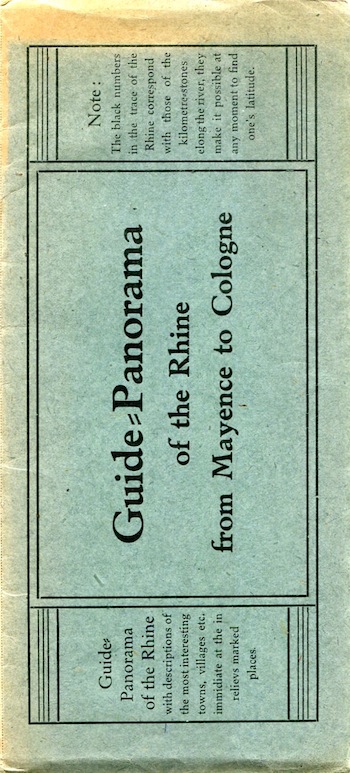 Guide=
Panorama
of the Rhine
with descriptions of
the most interesting
towns, villages etc.
immidiate at the in
relievs marked
places.
Guide=Panorama
of the Rhine
from Mayence to Cologne
Note:
The black numbers
in the trace of the
Rhine correspond
with those of the
kilometre-stones
elong the river, they
make it possible at
any moment to find
one's latitude.